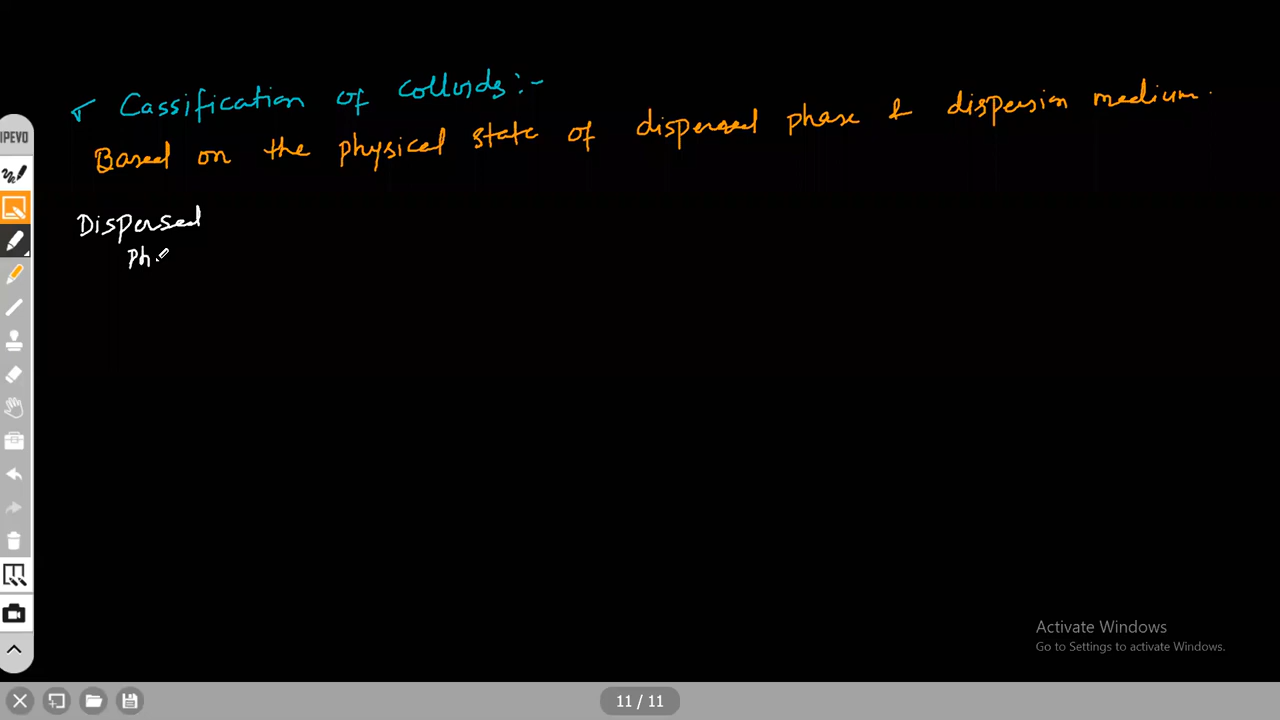 Cassification of Colloids:-
Based on the physical state of dispersed phase & dispersion medium.
Dispersed
Ph
IPEVO
Activate Windows
Go to Settings to activate Windows.
11 / 11